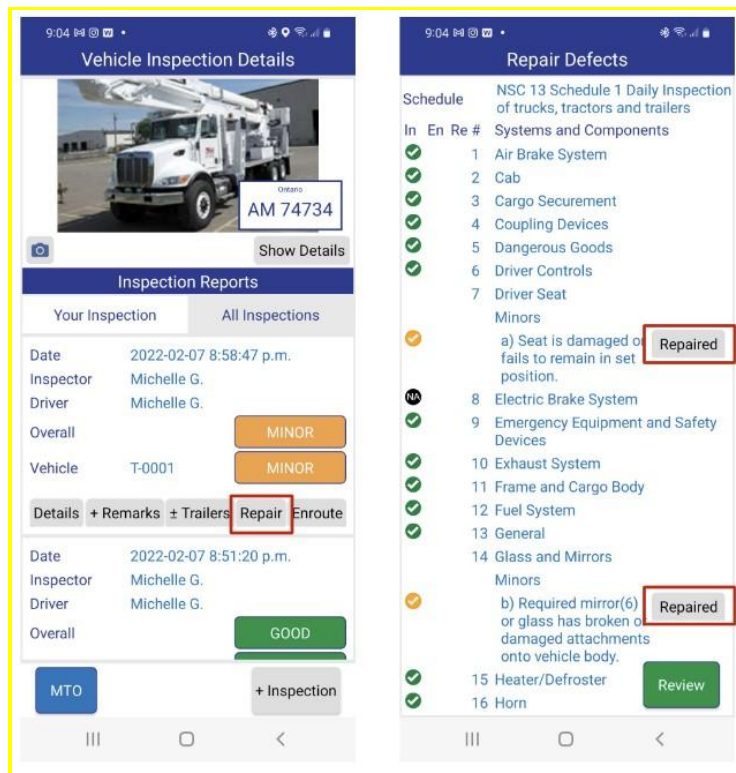 9:04
Vehicle Inspection Details
Ontario
AM 74734
Show Details
Inspection Reports
Your Inspection All Inspections
Date 2022-02-07 8:58:47 p.m.
Inspector Michelle G.
Driver Michelle G.
Overall MINOR
Vehicle T-0001 MINOR
Details + Remarks ± Trailers Repair Enroute
Date 2022-02-07 8:51:20 p.m.
Inspector Michelle G.
Driver Michelle G.
Overall GOOD
MTO + Inspection
9:04
Repair Defects
Schedule NSC 13 Schedule 1 Daily Inspection
of trucks, tractors and trailers
In En Re # Systems and Components
1 Air Brake System
2 Cab
3 Cargo Securement
4 Coupling Devices
5 Dangerous Goods
6 Driver Controls
7 Driver Seat
Minors
a) Seat is damaged or Repaired
fails to remain in set
position.
NA 8 Electric Brake System
9 Emergency Equipment and Safety
Devices
10 Exhaust System
11 Frame and Cargo Body
12 Fuel System
13 General
14 Glass and Mirrors
Minors
b) Required mirror(6) Repaired
or glass has broken or
damaged attachments
onto vehicle body.
15 Heater/Defroster Review
16 Horn